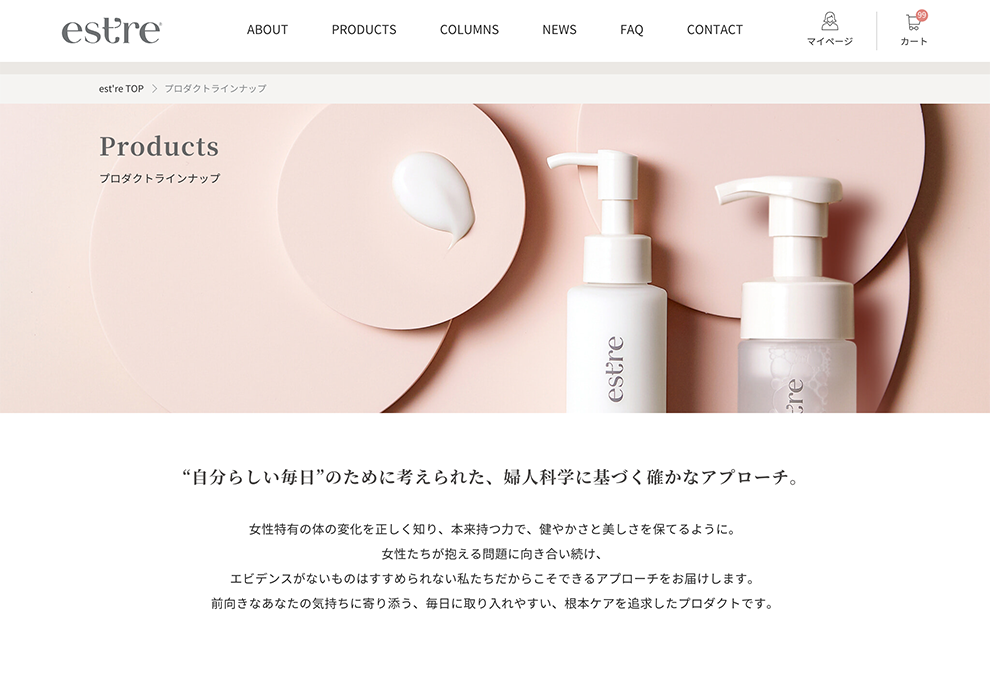 est're®
ABOUT PRODUCTS COLUMNS NEWS FAQ CONTACT
マイページ
99
カート
est're TOP > プロダクトラインナップ
Products
プロダクトラインナップ
est're
t're
“自分らしい毎日”のために考えられた、婦人科学に基づく確かなアプローチ。
女性特有の体の変化を正しく知り、本来持つ力で、健やかさと美しさを保てるように。
女性たちが抱える問題に向き合い続け、
エビデンスがないものはすすめられない私たちだからこそできるアプローチをお届けします。
前向きなあなたの気持ちに寄り添う、毎日に取り入れやすい、根本ケアを追求したプロダクトです。